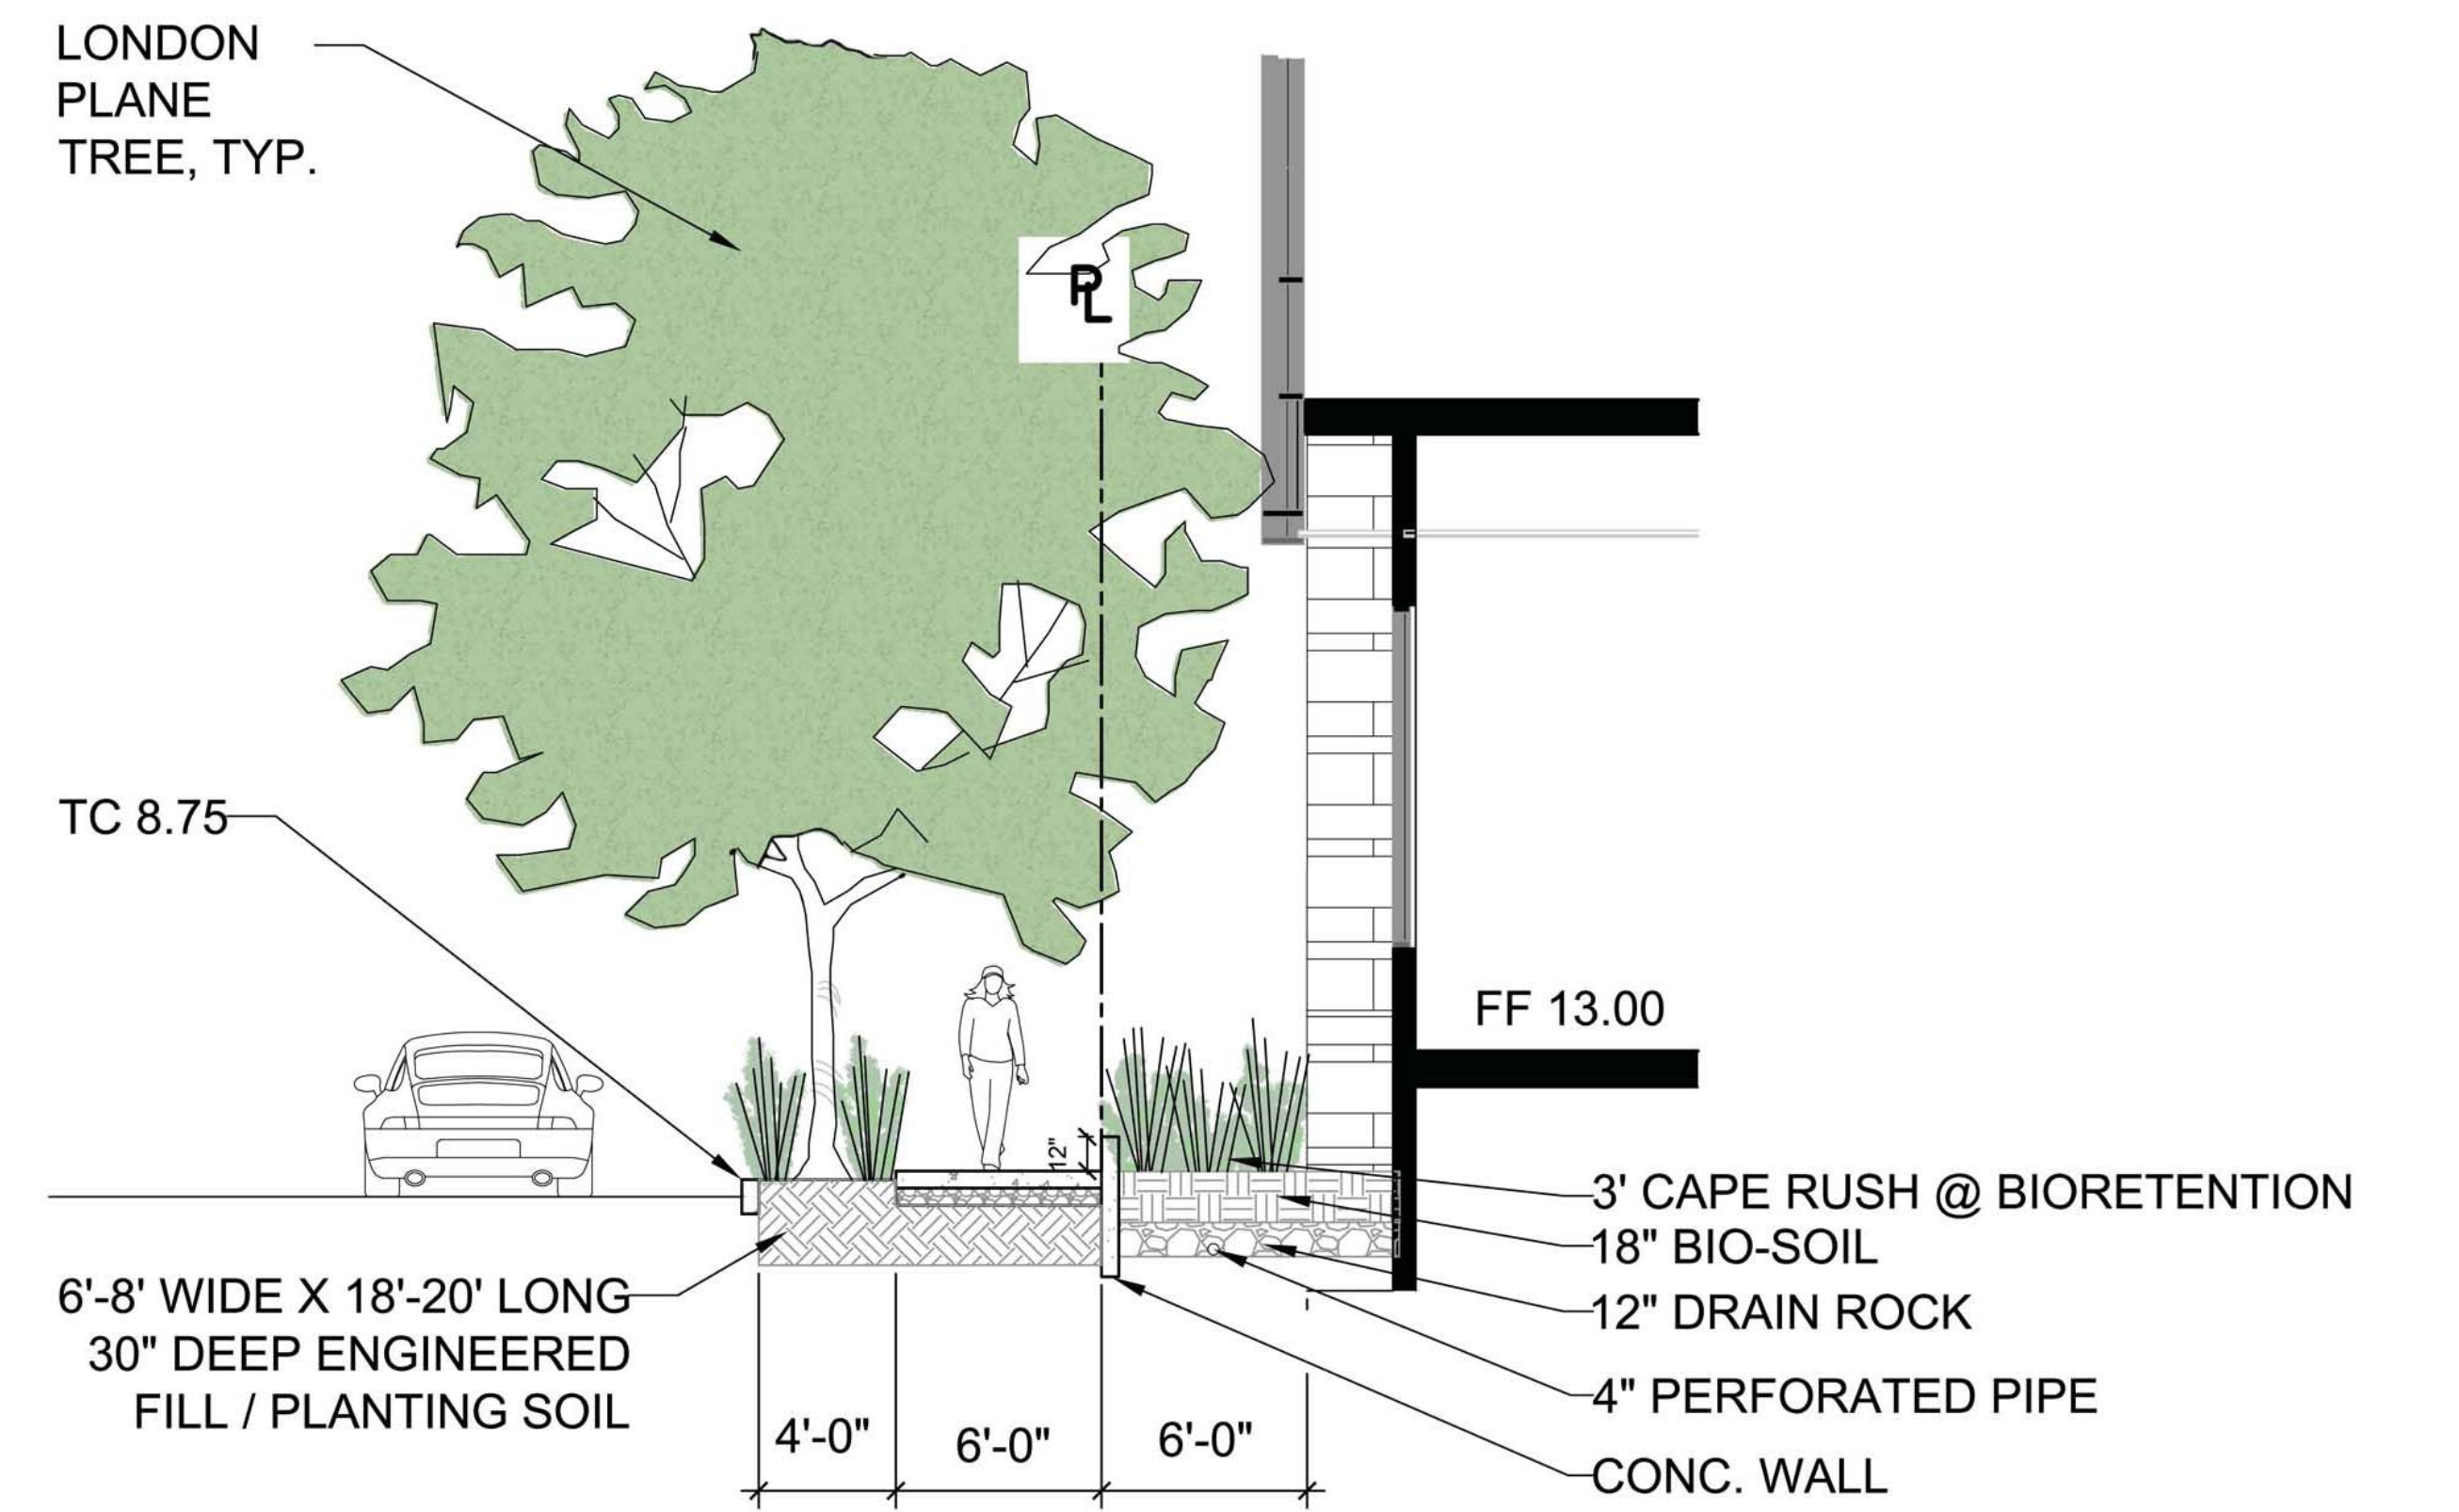 LONDON
PLANE
TREE, TYP.
PL
TC 8.75
FF 13.00
12"
3' CAPE RUSH @ BIORETENTION
18" BIO-SOIL
12" DRAIN ROCK
4" PERFORATED PIPE
CONC. WALL
6'-8' WIDE X 18'-20' LONG
30" DEEP ENGINEERED
FILL / PLANTING SOIL
4'-0"
6'-0"
6'-0"